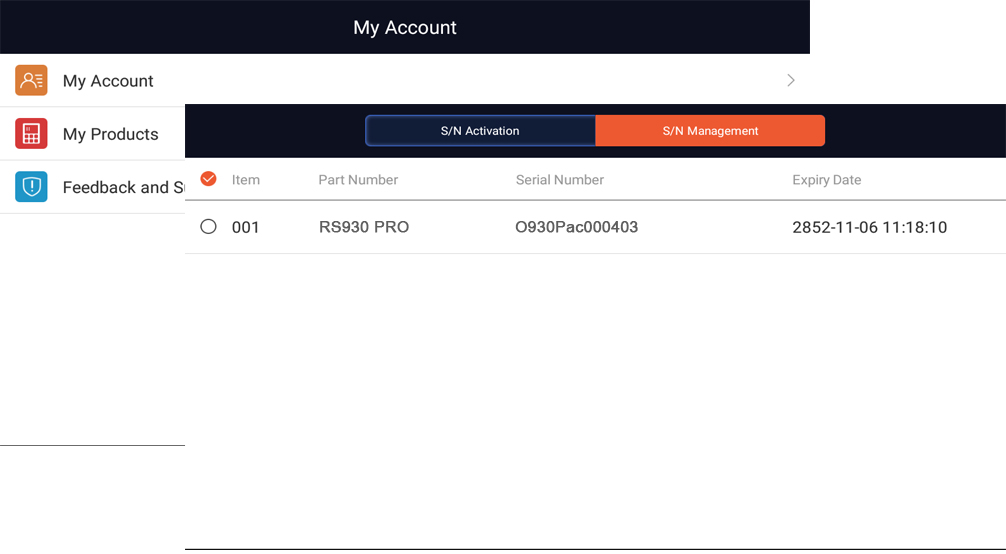 My Account
My Account
My Products
Feedback and S
S/N Activation S/N Management
Item Part Number Serial Number Expiry Date
001 RS930 PRO O930Pac000403 2852-11-06 11:18:10